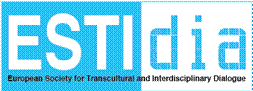 ESTIdia
European Society for Transcultural and Interdisciplinary Dialogue